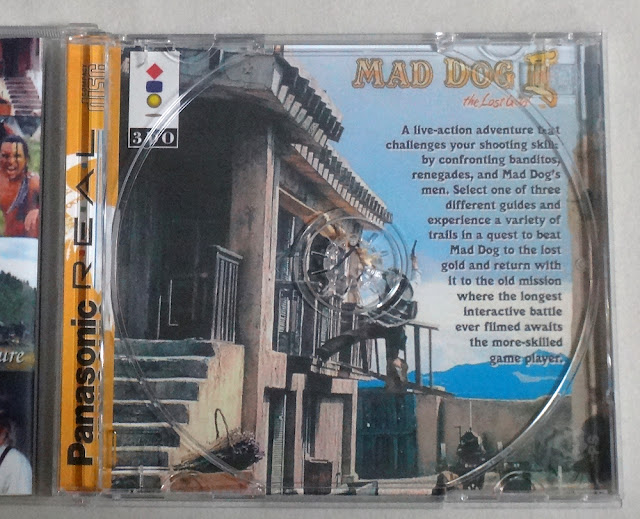 DISC
Panasonic REAL
3DO
MAD DOG II
the Lost Gold
A live-action adventure that
challenges your shooting skills
by confronting banditos,
renegades, and Mad Dog's
men. Select one of three
different guides and
experience a variety of
trails in a quest to beat
Mad Dog to the lost
gold and return with
it to the old mission
where the longest
interactive battle
ever filmed awaits
the more-skilled
game player.